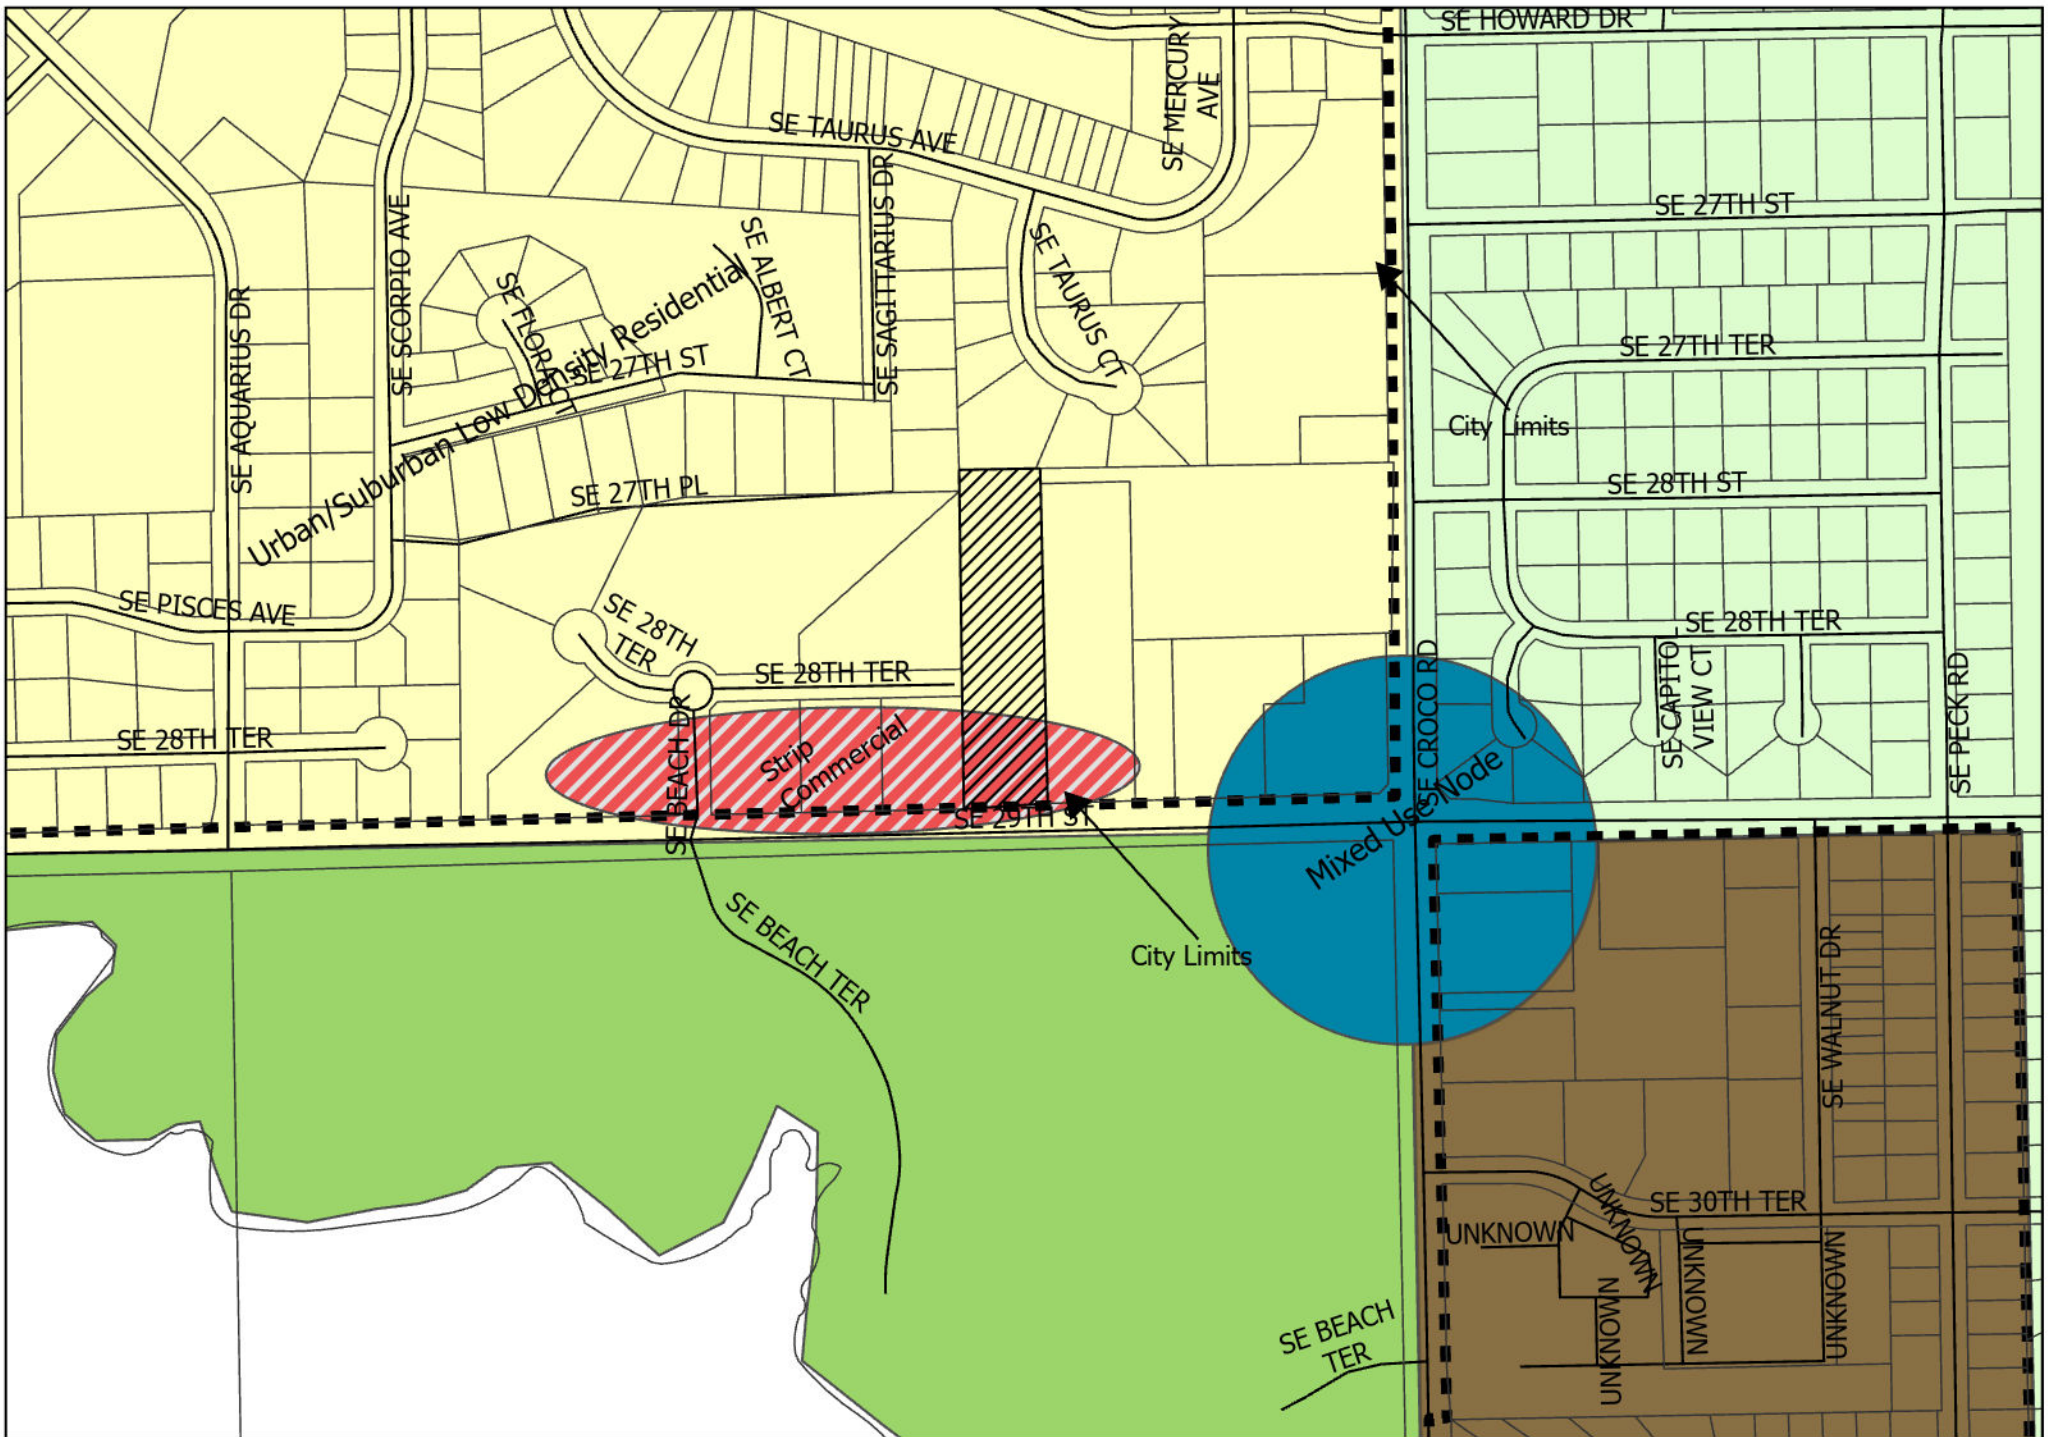 SE HOWARD DR
SE MERCURY
AVE
SE TAURUS AVE
SE SAGITTARIUS DR
SE 27TH ST
SE SCORPIO AVE
SE ALBERT CT
SE TAURUS CT
SE FLORA CT
Urban/Suburban Low Density Residential
SE 27TH ST
SE AQUARIUS DR
SE 27TH TER
City Limits
SE 27TH PL
SE 28TH ST
SE PISCES AVE
SE 28TH
TER
SE 28TH TER
SE 28TH TER
SE CAPITOL
VIEW CT
SE CROCO RD
SE PECK RD
SE 28TH TER
SE BEACH DR
Strip
Commercial
Mixed Use Node
SE 29TH ST
SE BEACH TER
City Limits
SE WALNUT DR
SE 30TH TER
UNKNOWN
UNKNOWN
UNKNOWN
UNKNOWN
UNKNOWN
SE BEACH
TER